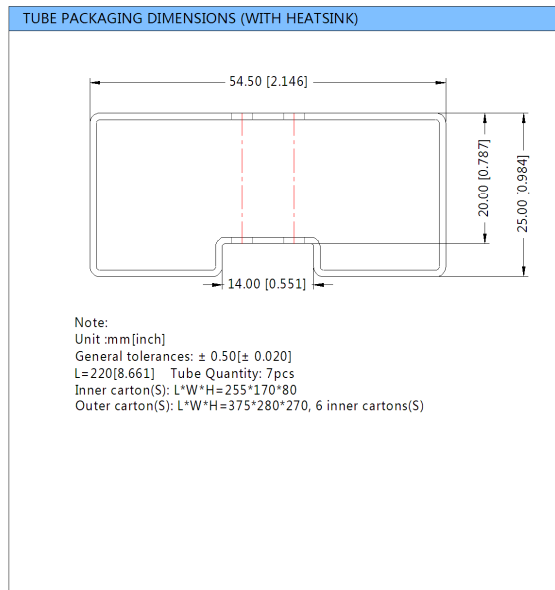 TUBE PACKAGING DIMENSIONS (WITH HEATSINK)
54.50 [2.146]
20.00 [0.787]
25.00 [0.984]
14.00 [0.551]
Note:
Unit :mm[inch]
General tolerances: ± 0.50[± 0.020]
L=220[8.661] Tube Quantity: 7pcs
Inner carton(S): L*W*H=255*170*80
Outer carton(S): L*W*H=375*280*270, 6 inner cartons(S)